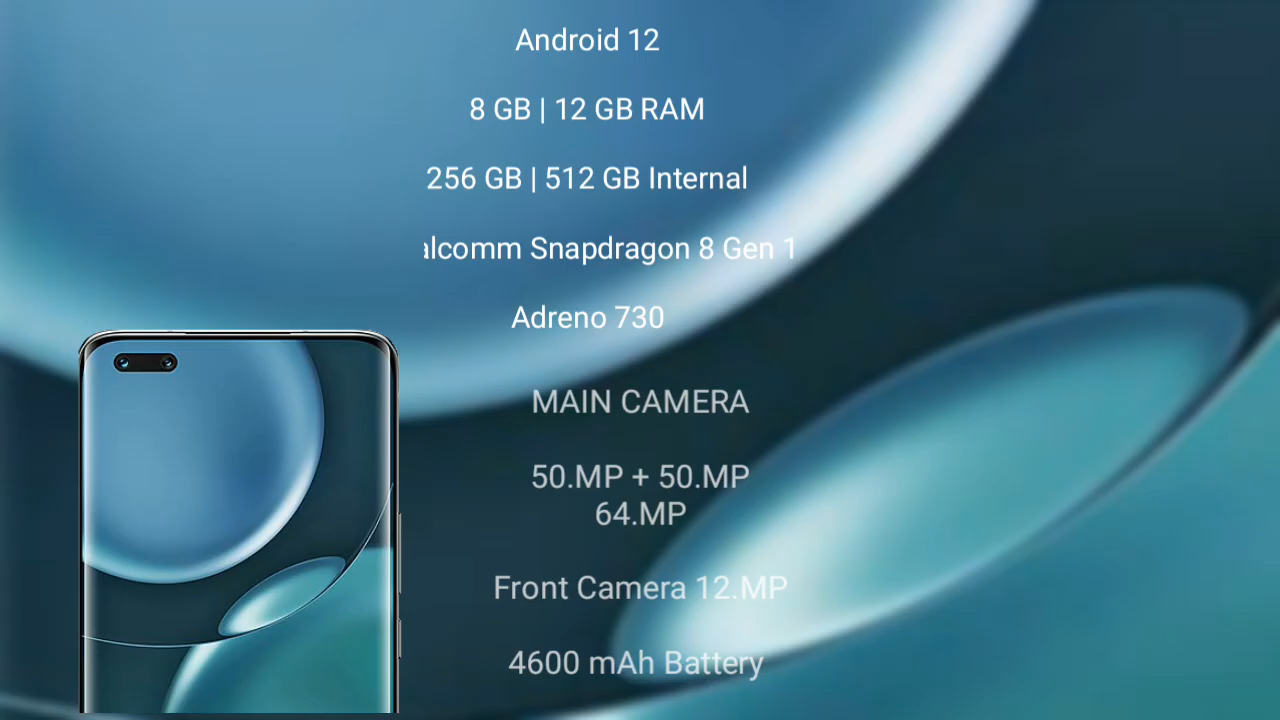 Android 12
8 GB | 12 GB RAM
256 GB | 512 GB Internal
alcomm Snapdragon 8 Gen 1
Adreno 730
MAIN CAMERA
50.MP + 50.MP
64.MP
Front Camera 12.MP
4600 mAh Battery